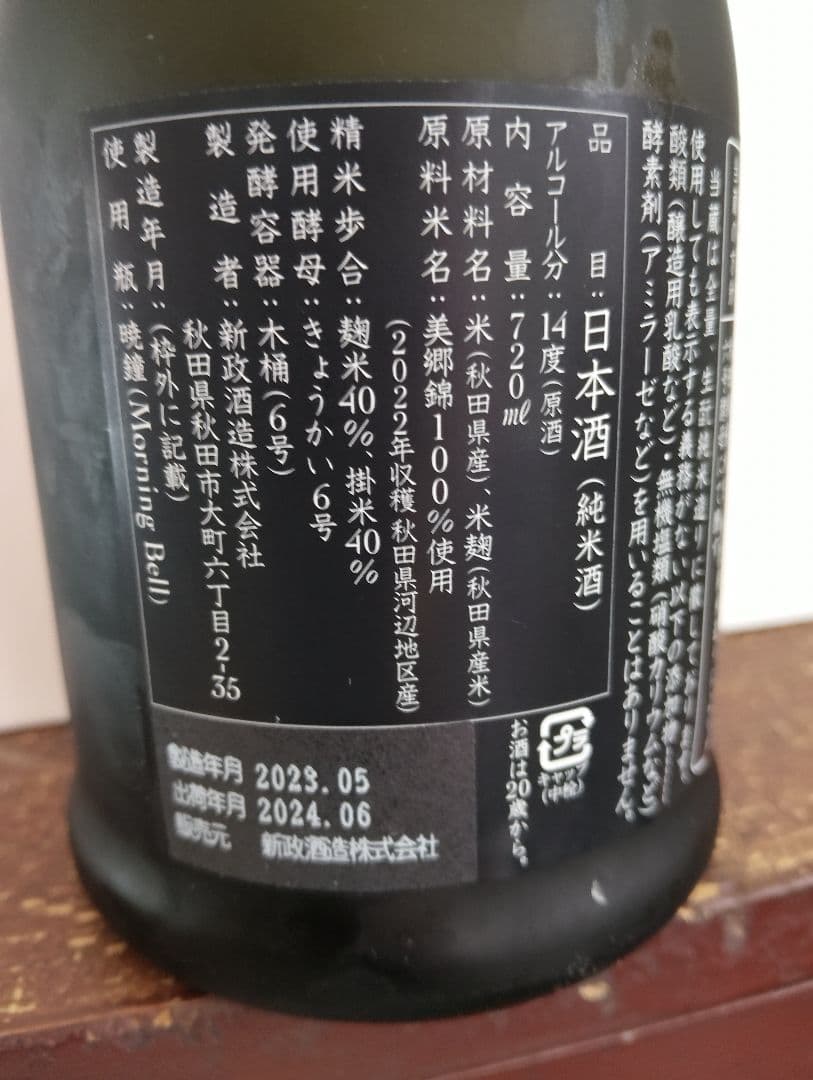 当蔵は全量、生酛純米造りに
使用しても表示する義務がない以下の
酸類(醸造用乳酸など)・無機塩類(硝酸カリウムなど)
酵素剤(アミラーゼなど)を用いることはありません。
品目:日本酒(純米酒)
アルコール分:14度(原酒)
内容量:720ml
原材料名:米(秋田県産)、米麹(秋田県産米)
原料米名:美郷錦100%使用
(2022年収穫 秋田県河辺地区産)
精米歩合:麹米40%、掛米40%
使用酵母:きょうかい6号
発酵容器:木桶(6号)
製造者:新政酒造株式会社
秋田県秋田市大町六丁目2-35
製造年月:(枠外に記載)
使用瓶:暁鐘(Morning Bell)
プラ
キャップ
(中栓)
お酒は20歳から。
製造年月 2023.05
出荷年月 2024.06
販売元 新政酒造株式会社